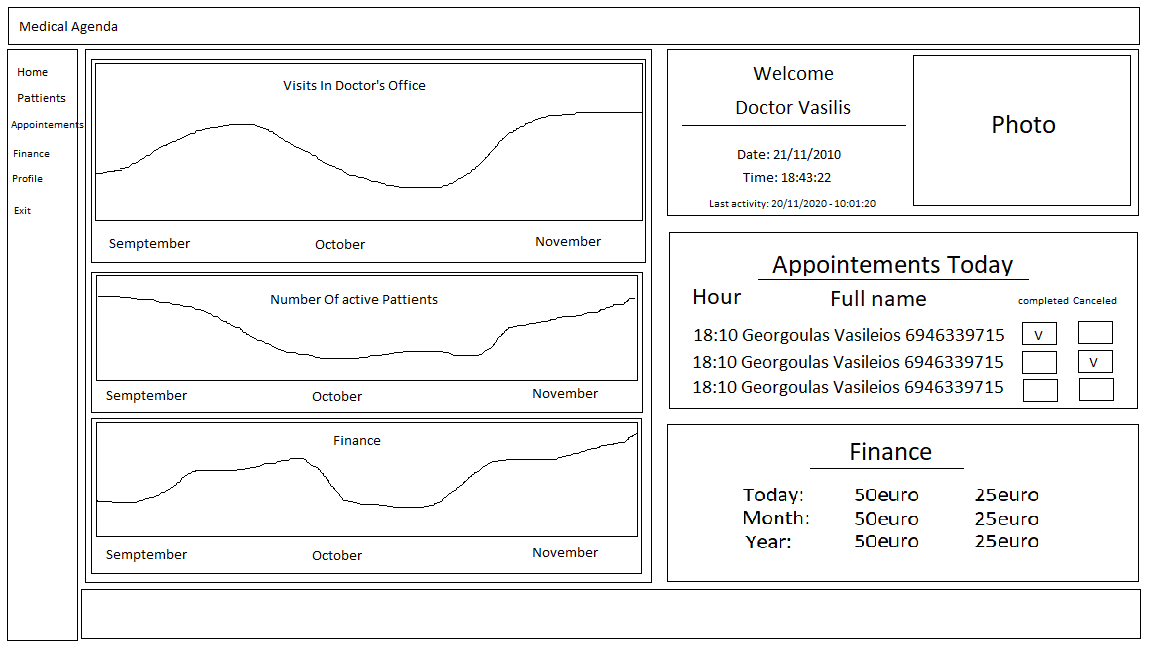 Medical Agenda
Home
Pattients
Appointements
Finance
Profile
Exit
Visits In Doctor's Office
Semptember October November
Number Of active Pattients
Semptember October November
Finance
Semptember October November
Welcome
Doctor Vasilis
Date: 21/11/2010
Time: 18:43:22
Last activity: 20/11/2020 - 10:01:20
Photo
Appointements Today
Hour Full name completed Canceled
18:10 Georgoulas Vasileios 6946339715 V
18:10 Georgoulas Vasileios 6946339715 V
18:10 Georgoulas Vasileios 6946339715
Finance
Today: 50euro 25euro
Month: 50euro 25euro
Year: 50euro 25euro